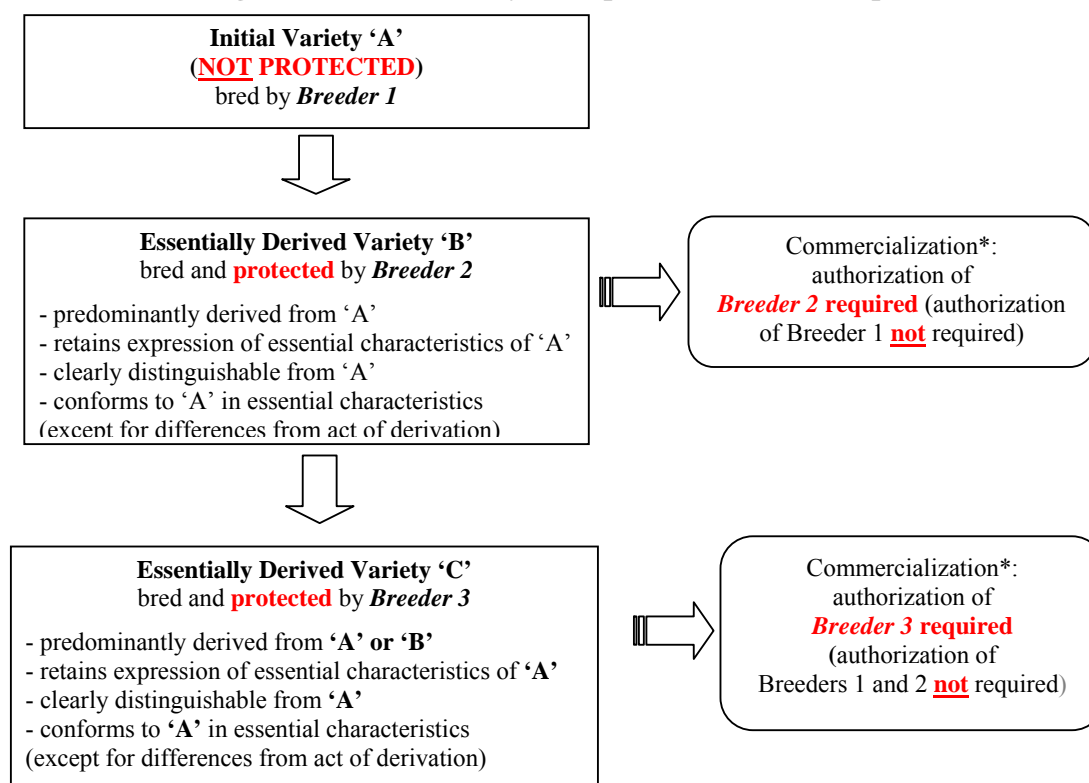 Initial Variety ‘A’
(NOT PROTECTED)
bred by Breeder 1
Essentially Derived Variety ‘B’
bred and protected by Breeder 2
- predominantly derived from ‘A’
- retains expression of essential characteristics of ‘A’
- clearly distinguishable from ‘A’
- conforms to ‘A’ in essential characteristics
(except for differences from act of derivation)
Commercialization*:
authorization of
Breeder 2 required (authorization
of Breeder 1 not required)
Essentially Derived Variety ‘C’
bred and protected by Breeder 3
- predominantly derived from ‘A’ or ‘B’
- retains expression of essential characteristics of ‘A’
- clearly distinguishable from ‘A’
- conforms to ‘A’ in essential characteristics
(except for differences from act of derivation)
Commercialization*:
authorization of
Breeder 3 required
(authorization of
Breeders 1 and 2 not required)